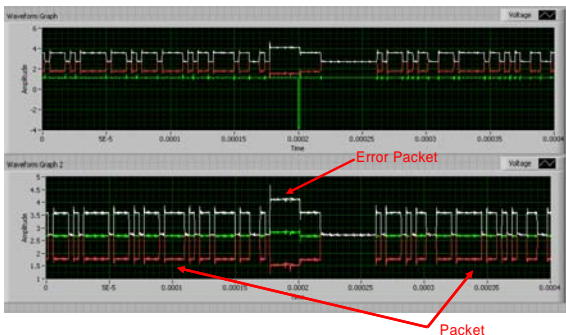 Waveform Graph
Voltage
6
4
2
0
-2
-4
Amplitude
0
5E-5
0.0001
0.00015
0.0002
0.00025
0.0003
0.00035
0.0004
Time
Waveform Graph 2
Voltage
Error Packet
5
4.5
4
3.5
3
2.5
2
1.5
1
Amplitude
0
5E-5
0.0001
0.00015
0.0002
0.00025
0.0003
0.00035
0.0004
Time
Packet